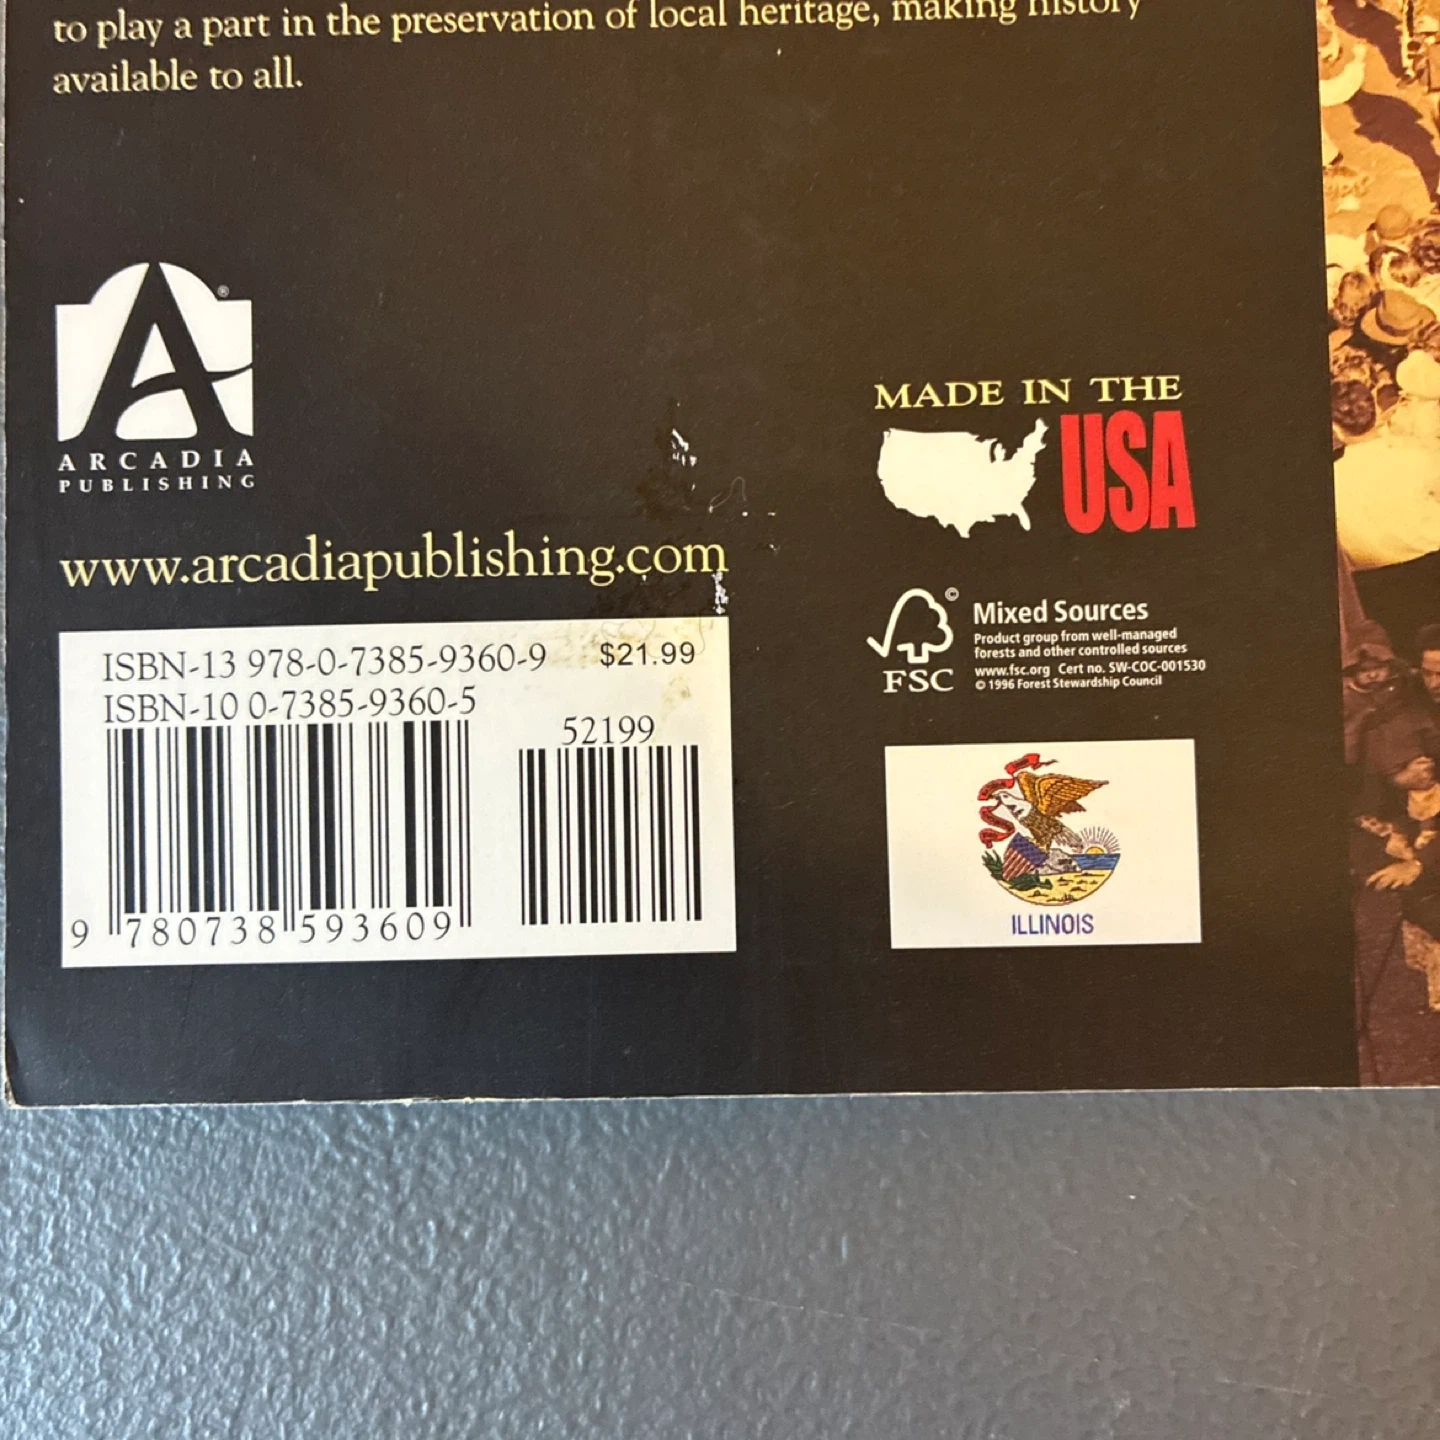 to play a part in the preservation of local heritage, making history
available to all.
®
ARCADIA
PUBLISHING
www.arcadiapublishing.com
ISBN-13 978-0-7385-9360-9 $21.99
ISBN-10 0-7385-9360-5
52199
9 780738 593609
MADE IN THE
USA
©
FSC
Mixed Sources
Product group from well-managed
forests and other controlled sources
www.fsc.org Cert no. SW-COC-001530
© 1996 Forest Stewardship Council
ILLINOIS